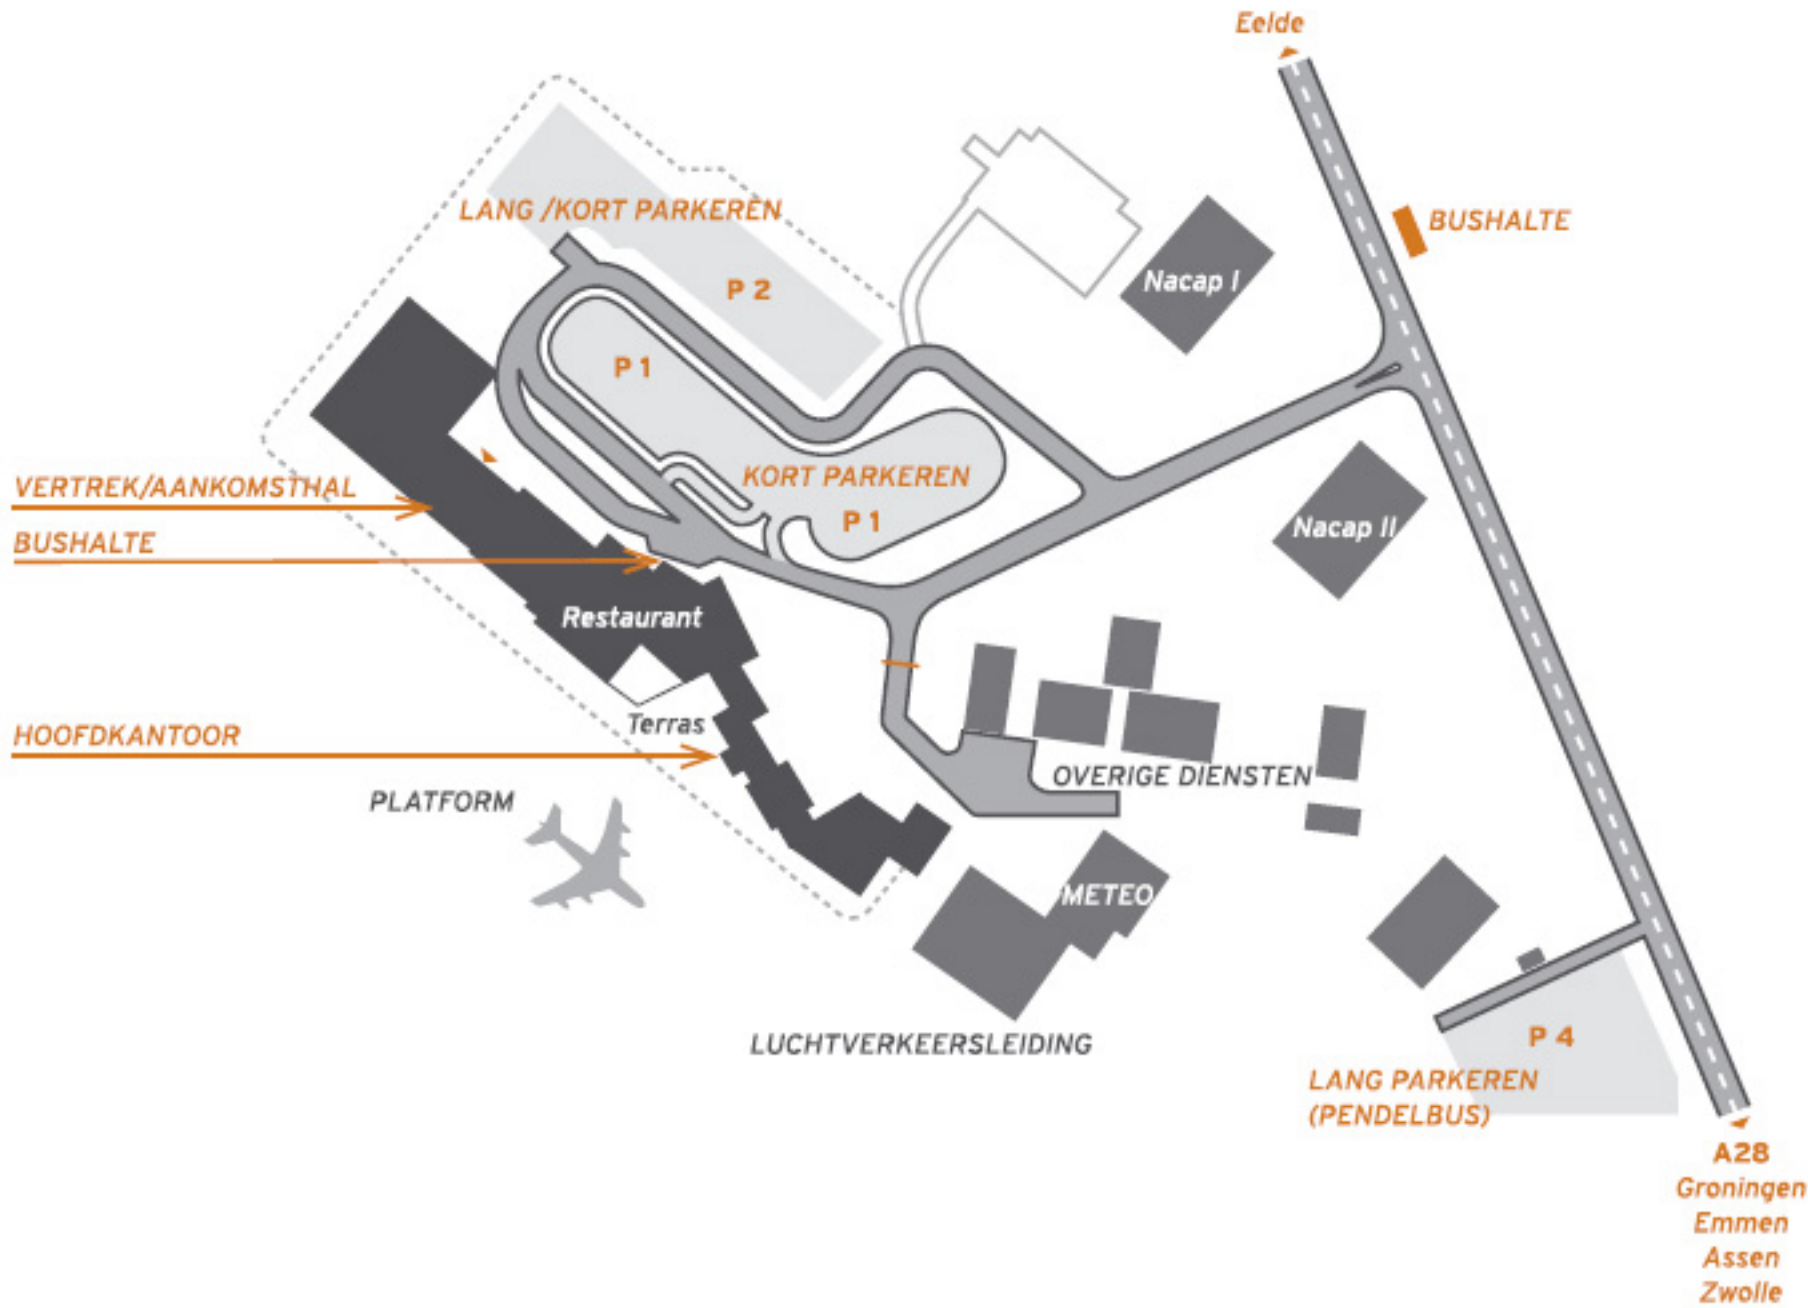 Eelde
LANG /KORT PARKEREN
BUSHALTE
Nacap I
P 2
P 1
KORT PARKEREN
P 1
VERTREK/AANKOMSTHAL
Nacap II
BUSHALTE
Restaurant
Terras
HOOFDKANTOOR
OVERIGE DIENSTEN
PLATFORM
METEO
LUCHTVERKEERSLEIDING
P 4
LANG PARKEREN
(PENDELBUS)
A28
Groningen
Emmen
Assen
Zwolle